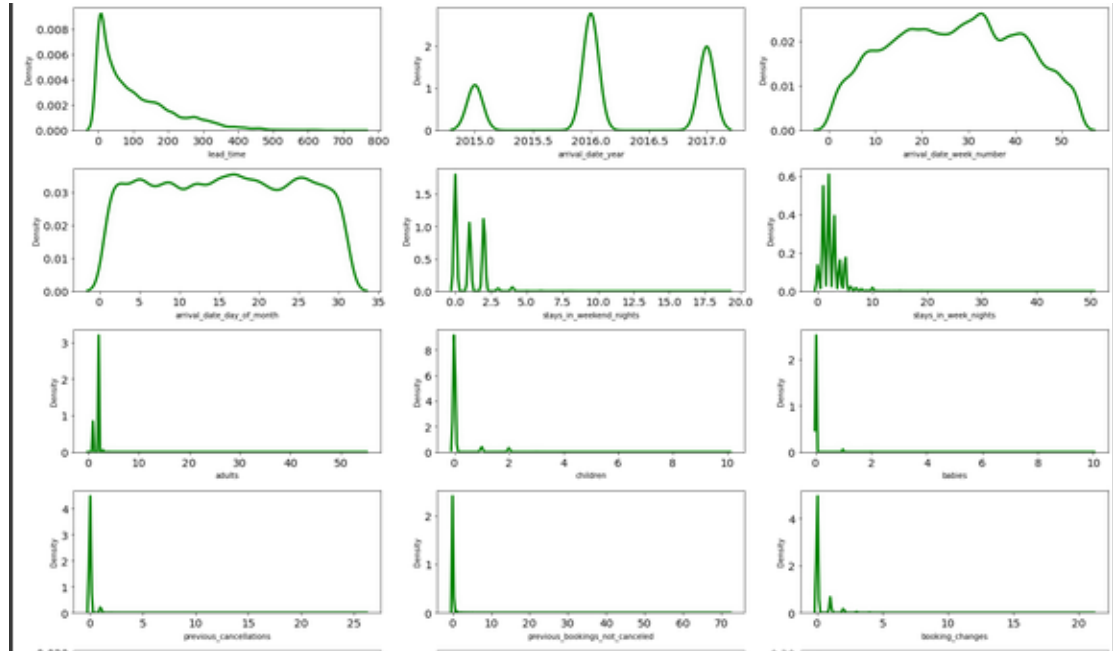 Density
0.008
0.006
0.004
0.002
0.000
0 100 200 300 400 500 600 700 800
lead_time
Density
2
1
0
2015.0 2015.5 2016.0 2016.5 2017.0
arrival_date_year
Density
0.02
0.01
0.00
0 10 20 30 40 50
arrival_date_week_number
Density
0.03
0.02
0.01
0.00
0 5 10 15 20 25 30 35
arrival_date_day_of_month
Density
1.5
1.0
0.5
0.0
0.0 2.5 5.0 7.5 10.0 12.5 15.0 17.5 20.0
stays_in_weekend_nights
Density
0.6
0.4
0.2
0.0
0 10 20 30 40 50
stays_in_week_nights
Density
3
2
1
0
0 10 20 30 40 50
adults
Density
8
6
4
2
0
0 2 4 6 8 10
children
Density
2
1
0
0 2 4 6 8 10
babies
Density
4
3
2
1
0
0 5 10 15 20 25
previous_cancellations
Density
2
1
0
0 10 20 30 40 50 60 70
previous_bookings_not_canceled
Density
4
2
0
0 5 10 15 20
booking_changes